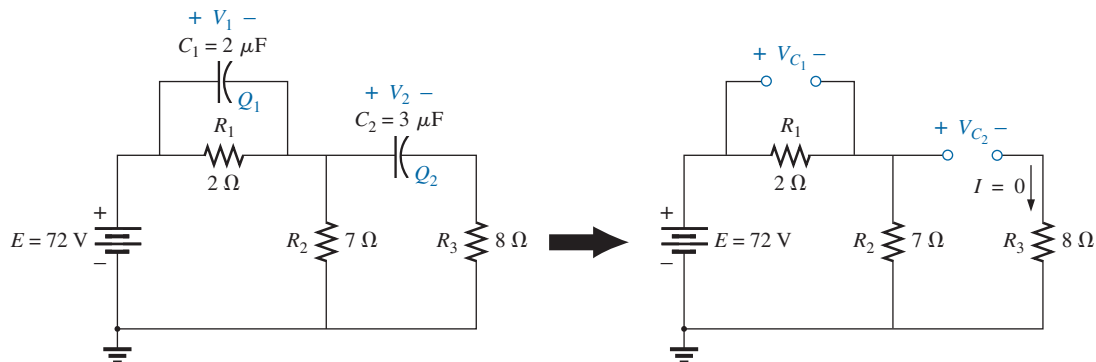 + V1 −
C1 = 2 μF
Q1
R1
2 Ω
+ V2 −
C2 = 3 μF
Q2
+
E = 72 V
−
R2
7 Ω
R3
8 Ω
+ VC1 −
R1
2 Ω
+ VC2 −
I = 0
+
E = 72 V
−
R2
7 Ω
R3
8 Ω